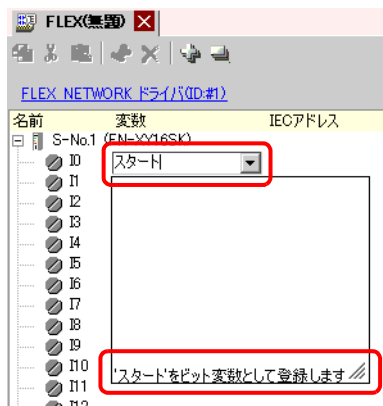 FLEX(無題)
FLEX NETWORK ドライバ(ID:#1)
名前 変数 IECアドレス
S-No.1 (FN-XY16SK)
I0 スタート
I1
I2
I3
I4
I5
I6
I7
I8
I9
I10 'スタート'をビット変数として登録します
I11
I12